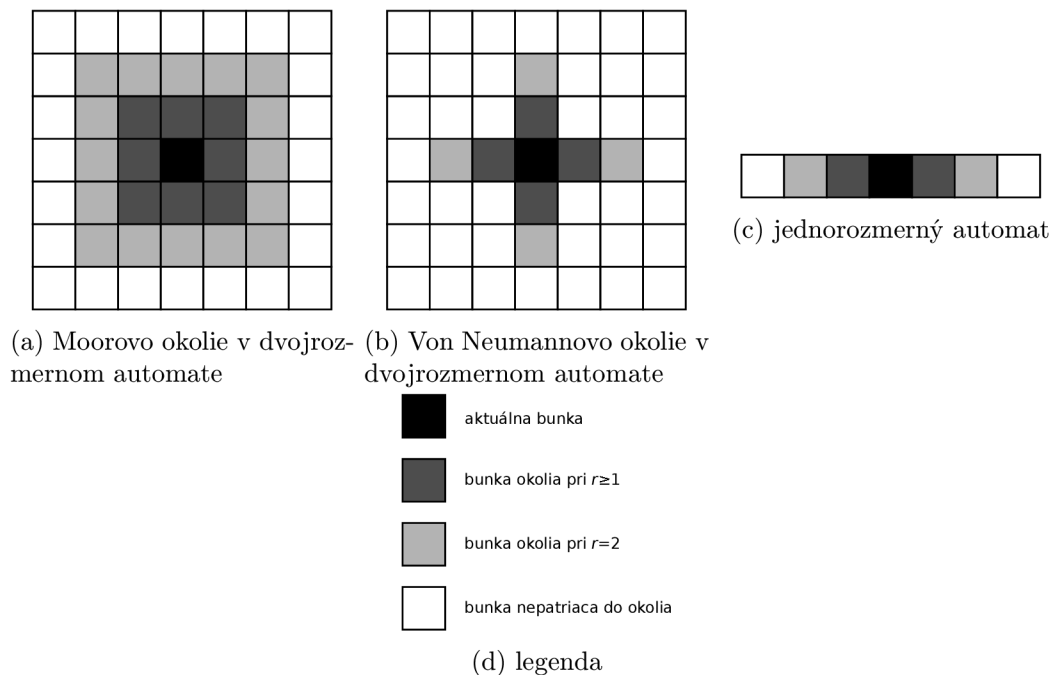 (a) Moorovo okolie v dvojroz-
mernom automate
(b) Von Neumannovo okolie v
dvojrozmernom automate
(c) jednorozmerný automat
aktuálna bunka
bunka okolia pri r≥1
bunka okolia pri r=2
bunka nepatriaca do okolia
(d) legenda